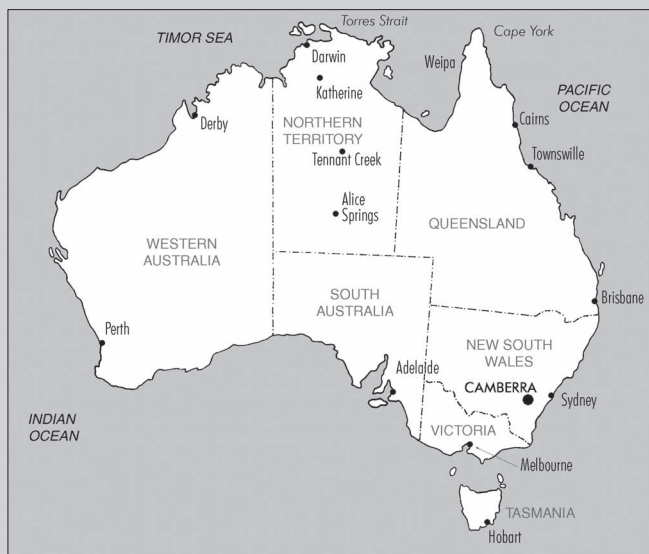 Torres Strait
Cape York
TIMOR SEA
Darwin
Weipa
Katherine
PACIFIC
OCEAN
Derby
NORTHERN
TERRITORY
Cairns
Tennant Creek
Townswille
Alice
Springs
QUEENSLAND
WESTERN
AUSTRALIA
SOUTH
AUSTRALIA
Brisbane
Perth
NEW SOUTH
WALES
Adelaide
CAMBERRA
Sydney
INDIAN
OCEAN
VICTORIA
Melbourne
TASMANIA
Hobart